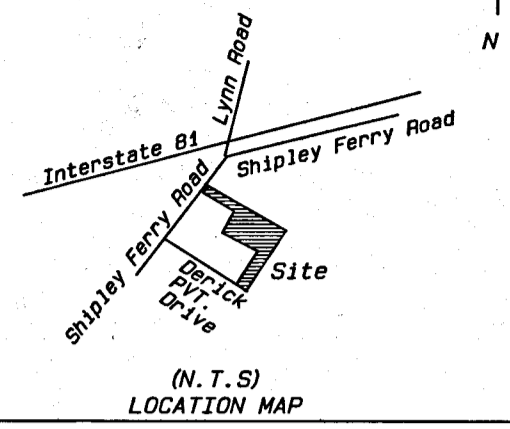 N
Lynn Road
Interstate 81
Shipley Ferry Road
Shipley Ferry Road
Site
Derick
PVT.
Drive
(N.T.S)
LOCATION MAP